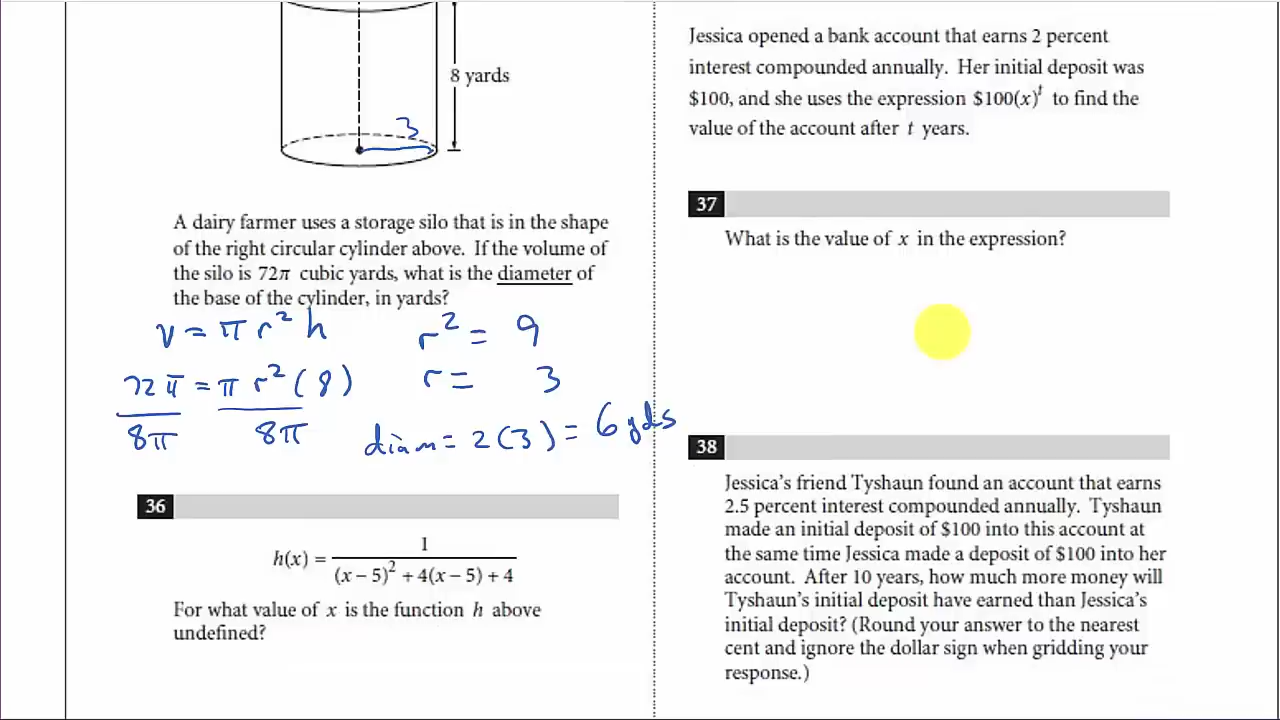 8 yards
3
A dairy farmer uses a storage silo that is in the shape
of the right circular cylinder above. If the volume of
the silo is 72π cubic yards, what is the diameter of
the base of the cylinder, in yards?
v = π r² h
72 π = π r² ( 8 )
8π 8π
r² = 9
r = 3
diam = 2 ( 3 ) = 6 yds
36
h(x) = 1 / (x − 5)² + 4(x − 5) + 4
For what value of x is the function h above
undefined?
Jessica opened a bank account that earns 2 percent
interest compounded annually. Her initial deposit was
$100, and she uses the expression $100(x)ᵗ to find the
value of the account after t years.
37
What is the value of x in the expression?
38
Jessica's friend Tyshaun found an account that earns
2.5 percent interest compounded annually. Tyshaun
made an initial deposit of $100 into this account at
the same time Jessica made a deposit of $100 into her
account. After 10 years, how much more money will
Tyshaun's initial deposit have earned than Jessica's
initial deposit? (Round your answer to the nearest
cent and ignore the dollar sign when gridding your
response.)